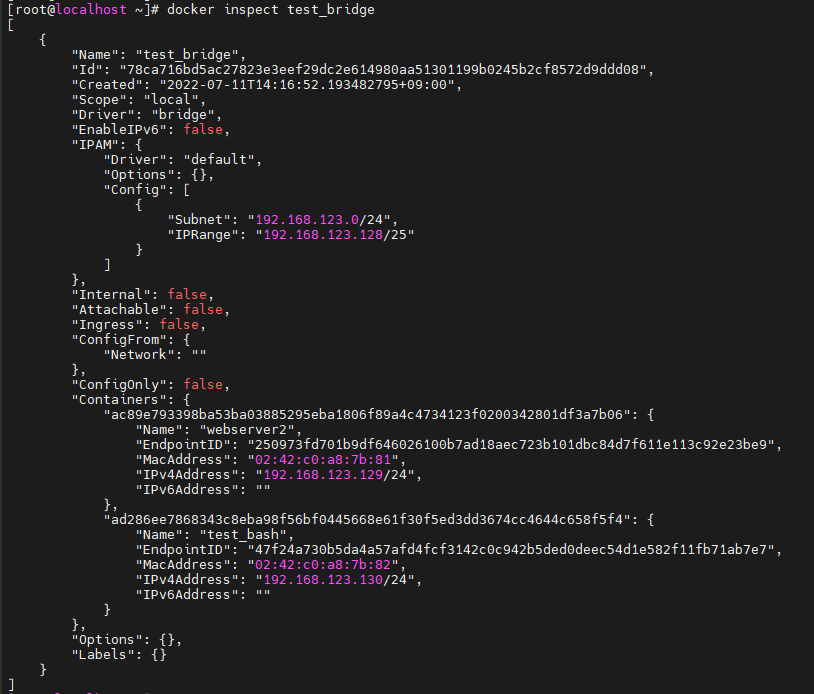 [root@localhost ~]# docker inspect test_bridge
[
    {
        "Name": "test_bridge",
        "Id": "78ca716bd5ac27823e3eef29dc2e614980aa51301199b0245b2cf8572d9ddd08",
        "Created": "2022-07-11T14:16:52.193482795+09:00",
        "Scope": "local",
        "Driver": "bridge",
        "EnableIPv6": false,
        "IPAM": {
            "Driver": "default",
            "Options": {},
            "Config": [
                {
                    "Subnet": "192.168.123.0/24",
                    "IPRange": "192.168.123.128/25"
                }
            ]
        },
        "Internal": false,
        "Attachable": false,
        "Ingress": false,
        "ConfigFrom": {
            "Network": ""
        },
        "ConfigOnly": false,
        "Containers": {
            "ac89e793398ba53ba03885295eba1806f89a4c4734123f0200342801df3a7b06": {
                "Name": "webserver2",
                "EndpointID": "250973fd701b9df646026100b7ad18aec723b101dbc84d7f611e113c92e23be9",
                "MacAddress": "02:42:c0:a8:7b:81",
                "IPv4Address": "192.168.123.129/24",
                "IPv6Address": ""
            },
            "ad286ee7868343c8eba98f56bf0445668e61f30f5ed3dd3674cc4644c658f5f4": {
                "Name": "test_bash",
                "EndpointID": "47f24a730b5da4a57afd4fcf3142c0c942b5ded0deec54d1e582f11fb71ab7e7",
                "MacAddress": "02:42:c0:a8:7b:82",
                "IPv4Address": "192.168.123.130/24",
                "IPv6Address": ""
            }
        },
        "Options": {},
        "Labels": {}
    }
]